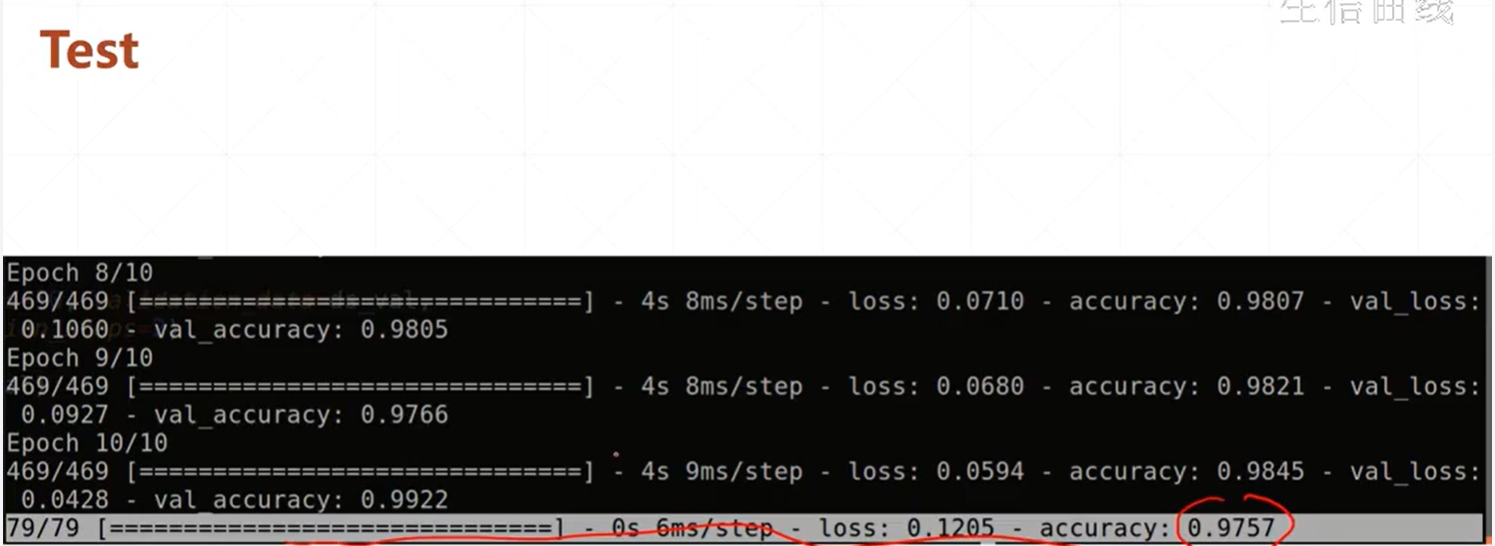 生信曲线
Test
Epoch 8/10
469/469 [==============================] - 4s 8ms/step - loss: 0.0710 - accuracy: 0.9807 - val_loss:
0.1060 - val_accuracy: 0.9805
Epoch 9/10
469/469 [==============================] - 4s 8ms/step - loss: 0.0680 - accuracy: 0.9821 - val_loss:
0.0927 - val_accuracy: 0.9766
Epoch 10/10
469/469 [==============================] - 4s 9ms/step - loss: 0.0594 - accuracy: 0.9845 - val_loss:
0.0428 - val_accuracy: 0.9922
79/79 [==============================] - 0s 6ms/step - loss: 0.1205 - accuracy: 0.9757